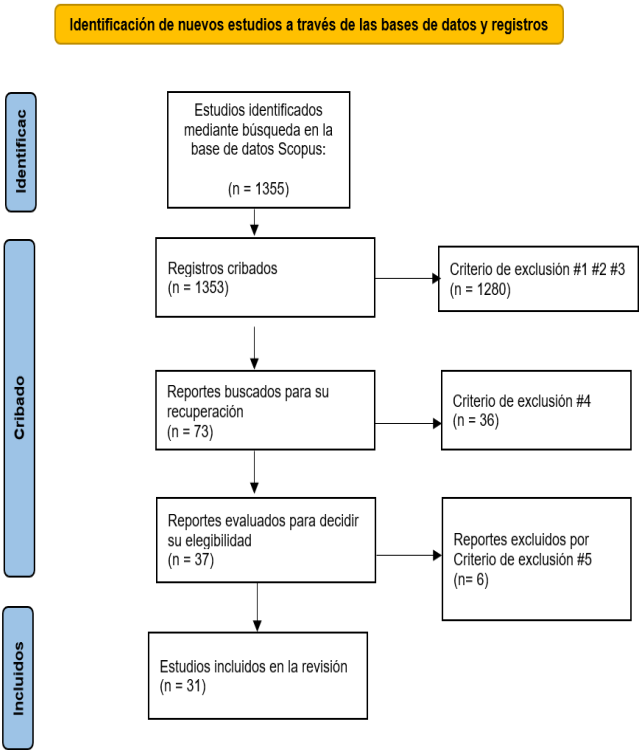 Identificación de nuevos estudios a través de las bases de datos y registros
Identificac
Estudios identificados
mediante búsqueda en la
base de datos Scopus:
(n = 1355)
Cribado
Registros cribados
(n = 1353)
Criterio de exclusión #1 #2 #3
(n = 1280)
Reportes buscados para su
recuperación
(n = 73)
Criterio de exclusión #4
(n = 36)
Reportes evaluados para decidir
su elegibilidad
(n = 37)
Reportes excluidos por
Criterio de exclusión #5
(n= 6)
Incluidos
Estudios incluidos en la revisión
(n = 31)